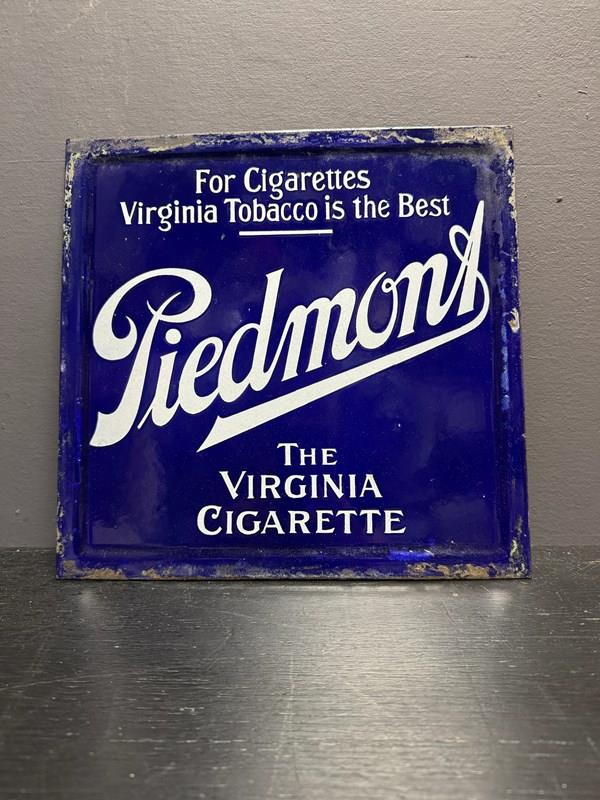 For Cigarettes
Virginia Tobacco is the Best
Piedmont
THE
VIRGINIA
CIGARETTE